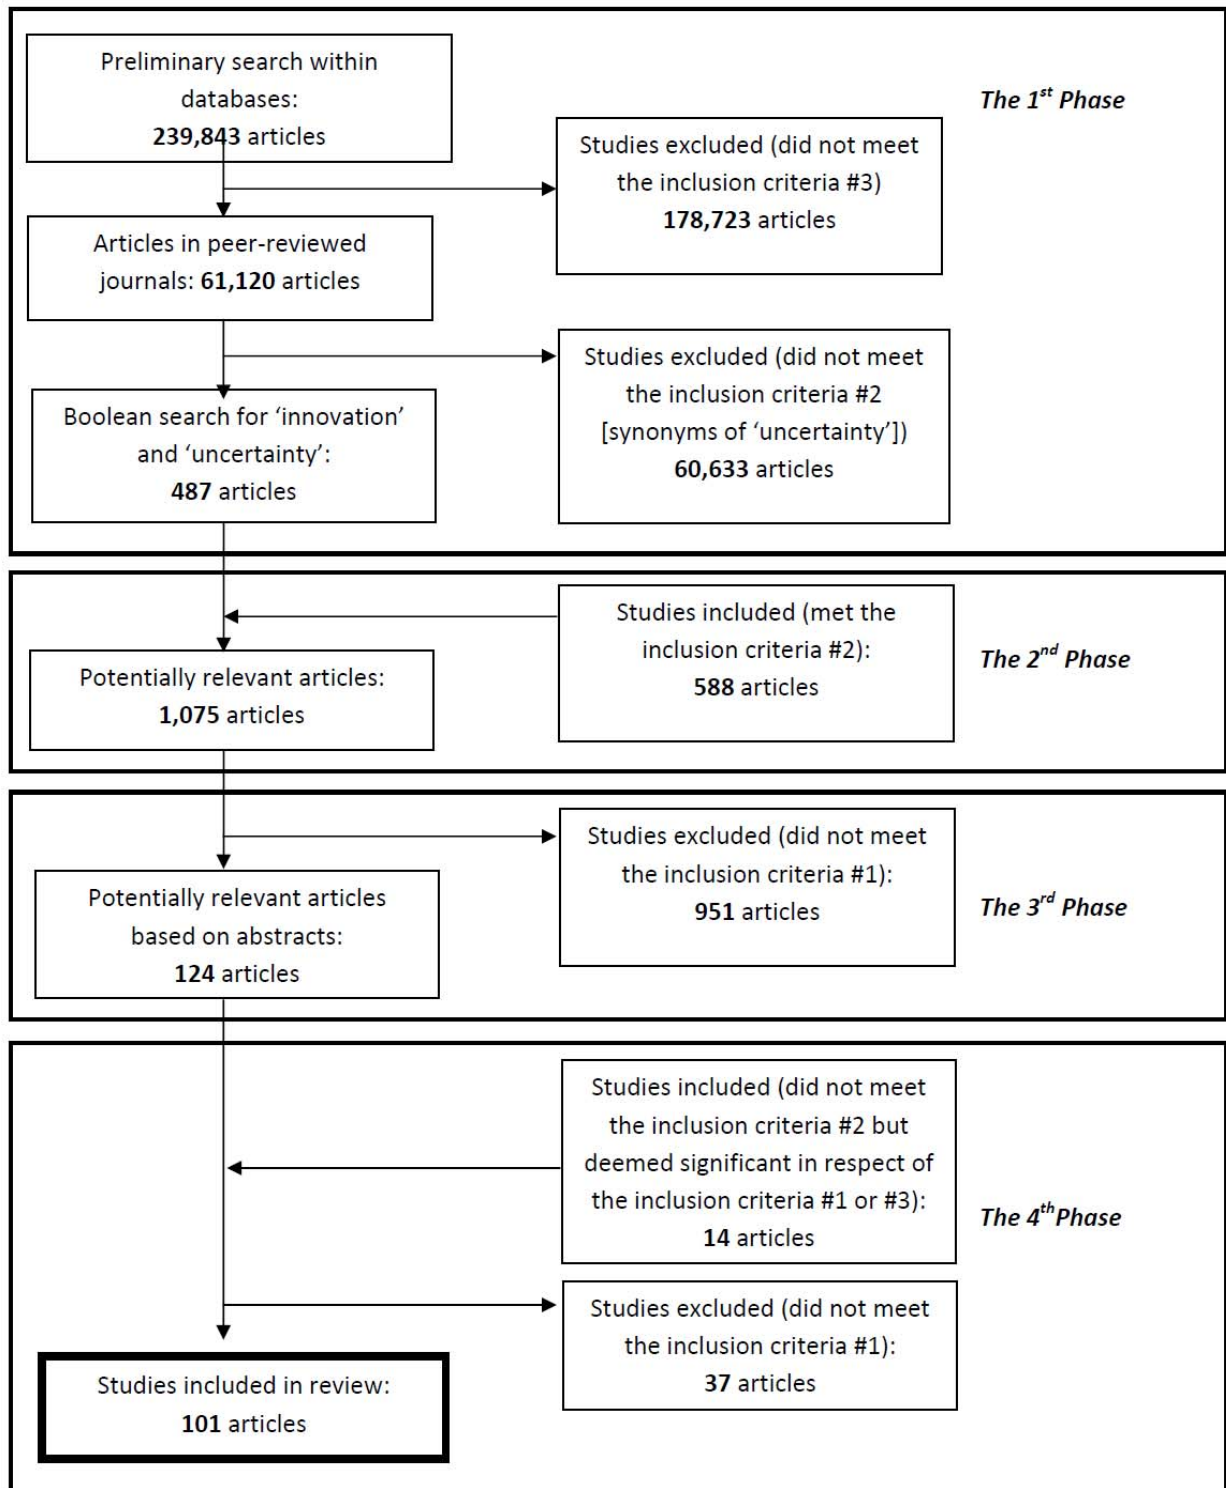 Preliminary search within
databases:
239,843 articles
The 1st Phase
Studies excluded (did not meet
the inclusion criteria #3)
178,723 articles
Articles in peer-reviewed
journals: 61,120 articles
Studies excluded (did not meet
the inclusion criteria #2
[synonyms of ‘uncertainty’])
60,633 articles
Boolean search for ‘innovation’
and ‘uncertainty’:
487 articles
Studies included (met the
inclusion criteria #2):
588 articles
The 2nd Phase
Potentially relevant articles:
1,075 articles
Studies excluded (did not meet
the inclusion criteria #1):
951 articles
The 3rd Phase
Potentially relevant articles
based on abstracts:
124 articles
Studies included (did not meet
the inclusion criteria #2 but
deemed significant in respect of
the inclusion criteria #1 or #3):
14 articles
The 4th Phase
Studies excluded (did not meet
the inclusion criteria #1):
37 articles
Studies included in review:
101 articles